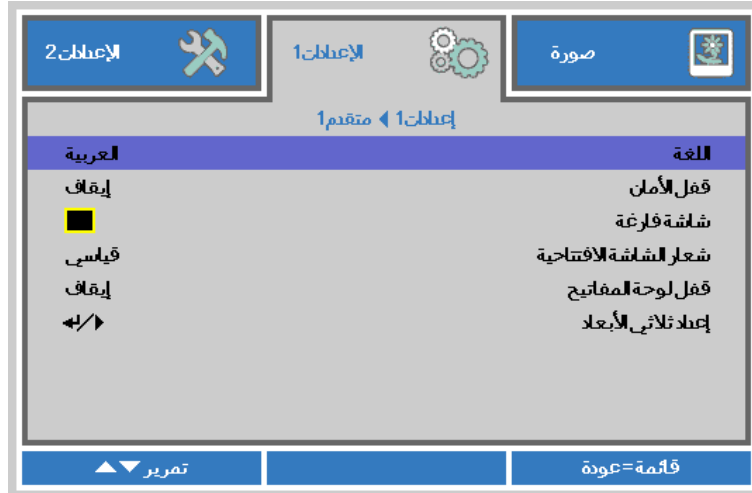 صورة
الإعدادات1
الإعدادات2
إعدادات1 ▶ متقدم1
اللغة العربية
قفل الأمان إيقاف
شاشة فارغة
شعار الشاشة الافتتاحية قياسي
قفل لوحة المفاتيح إيقاف
إعداد ثلاثي الأبعاد ↵/▶
قائمة=عودة
تمرير ▼▲